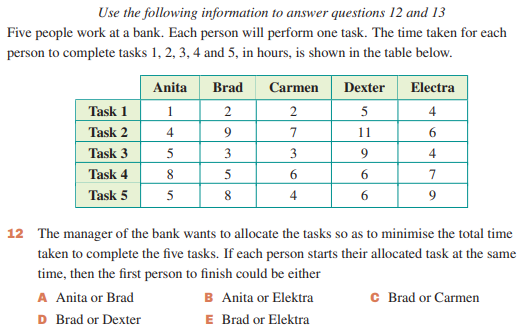 Use the following information to answer questions 12 and 13
Five people work at a bank. Each person will perform one task. The time taken for each
person to complete tasks 1, 2, 3, 4 and 5, in hours, is shown in the table below.
Anita Brad Carmen Dexter Electra
Task 1 1 2 2 5 4
Task 2 4 9 7 11 6
Task 3 5 3 3 9 4
Task 4 8 5 6 6 7
Task 5 5 8 4 6 9
12 The manager of the bank wants to allocate the tasks so as to minimise the total time
taken to complete the five tasks. If each person starts their allocated task at the same
time, then the first person to finish could be either
A Anita or Brad B Anita or Elektra C Brad or Carmen
D Brad or Dexter E Brad or Elektra